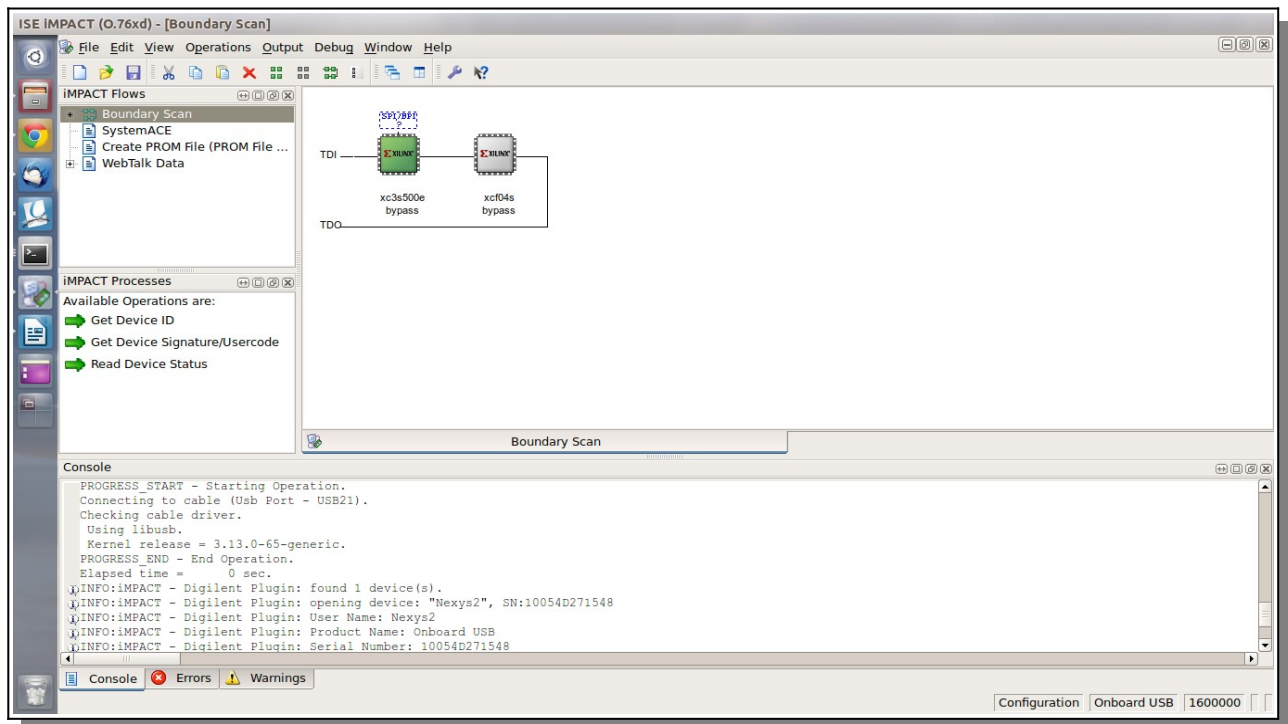 ISE iMPACT (O.76xd) - [Boundary Scan]
File Edit View Operations Output Debug Window Help
iMPACT Flows
Boundary Scan
SystemACE
Create PROM File (PROM File ...
WebTalk Data
SPI/BPI
?
TDI
XILINX
XILINX
xc3s500e
bypass
xcf04s
bypass
TDO
iMPACT Processes
Available Operations are:
Get Device ID
Get Device Signature/Usercode
Read Device Status
Boundary Scan
Console
PROGRESS_START - Starting Operation.
Connecting to cable (Usb Port - USB21).
Checking cable driver.
Using libusb.
Kernel release = 3.13.0-65-generic.
PROGRESS_END - End Operation.
Elapsed time =      0 sec.
INFO:iMPACT - Digilent Plugin: found 1 device(s).
INFO:iMPACT - Digilent Plugin: opening device: "Nexys2", SN:10054D271548
INFO:iMPACT - Digilent Plugin: User Name: Nexys2
INFO:iMPACT - Digilent Plugin: Product Name: Onboard USB
INFO:iMPACT - Digilent Plugin: Serial Number: 10054D271548
Console Errors Warnings
Configuration Onboard USB 1600000